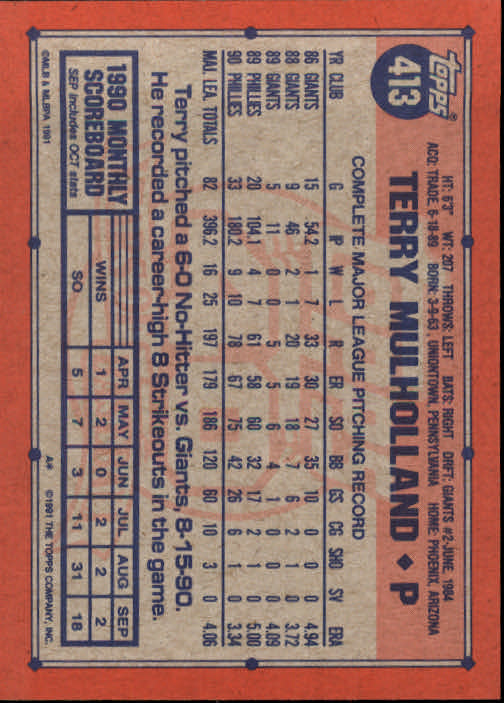 topps®
413
HT: 6'3" WT: 207 THROWS: LEFT BATS: RIGHT DRFT: GIANTS #2-JUNE, 1984
ACQ: TRADE 6-18-89 BORN: 3-9-63, UNIONTOWN, PENNSYLVANIA HOME: PHOENIX, ARIZONA
TERRY MULHOLLAND ◆ P
COMPLETE MAJOR LEAGUE PITCHING RECORD
YR CLUB G IP W L R ER SO BB GS CG SHO SV ERA
86 GIANTS 15 54.2 1 7 33 30 27 35 10 0 0 0 4.94
88 GIANTS 9 46 2 1 20 19 18 7 6 2 1 0 3.72
89 GIANTS 5 11 0 0 5 5 6 4 1 0 0 0 4.09
89 PHILLIES 20 104.1 4 7 61 58 60 32 17 2 1 0 5.00
90 PHILLIES 33 180.2 9 10 78 67 75 42 26 6 1 0 3.34
MAJ. LEA. TOTALS 82 396.2 16 25 197 179 186 120 60 10 3 0 4.06
Terry pitched a 6-0 No-Hitter vs. Giants, 8-15-90.
He recorded a career-high 8 Strikeouts in the game.
1990 MONTHLY
SCOREBOARD
SEP includes OCT stats
APR MAY JUN JUL AUG SEP
WINS 1 2 0 2 2 2
SO 5 7 3 11 31 18
©MLB & MLBPA 1991
A# ©1991 THE TOPPS COMPANY, INC.